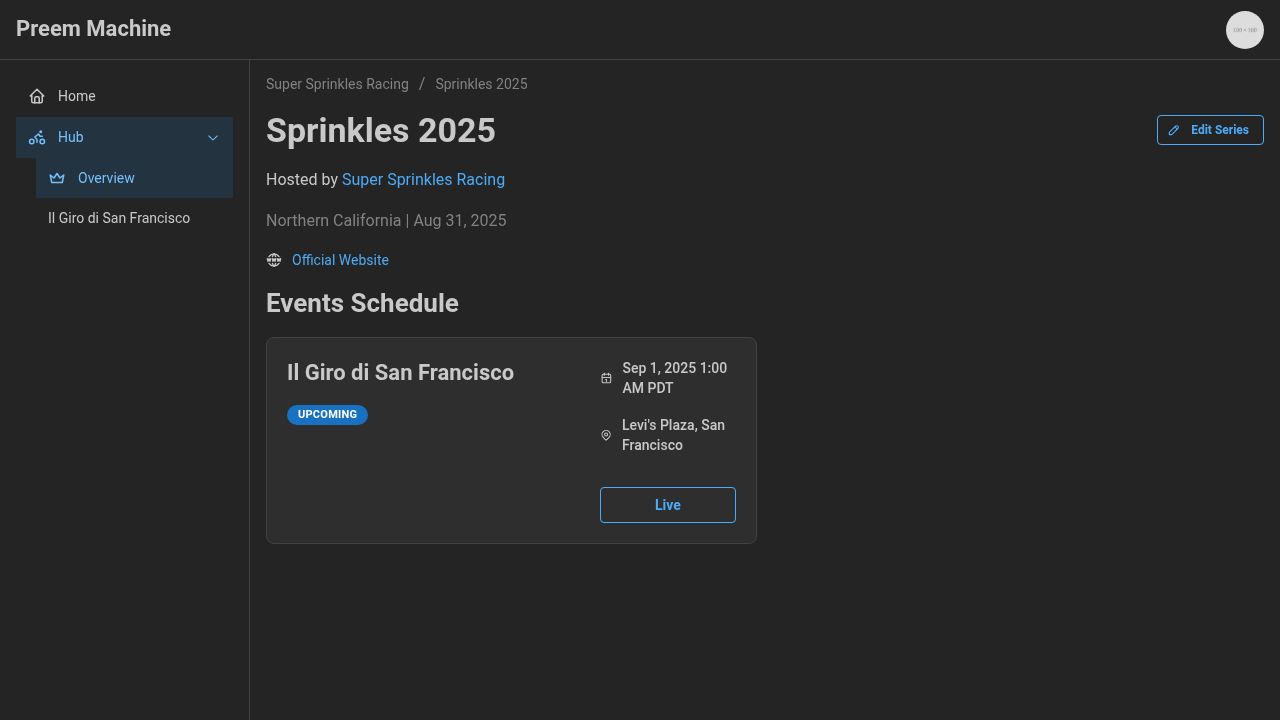 Preem Machine
Home
Hub
Overview
Il Giro di San Francisco
Super Sprinkles Racing / Sprinkles 2025
Sprinkles 2025
Edit Series
Hosted by Super Sprinkles Racing
Northern California | Aug 31, 2025
Official Website
Events Schedule
Il Giro di San Francisco
UPCOMING
Sep 1, 2025 1:00
AM PDT
Levi's Plaza, San
Francisco
Live